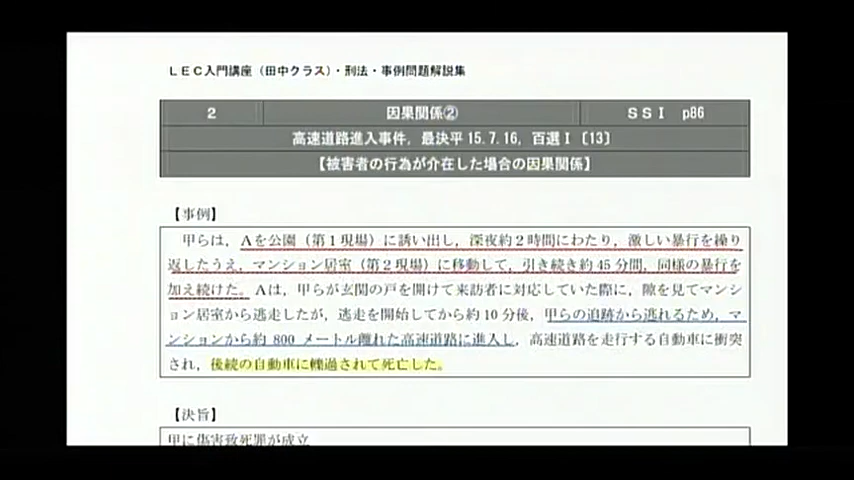 LEC入門講座（田中クラス）・刑法・事例問題解説集
2 因果関係② SSⅠ p86
高速道路進入事件，最決平15.7.16，百選Ⅰ〔13〕
【被害者の行為が介在した場合の因果関係】
【事例】
甲らは，Aを公園（第1現場）に誘い出し，深夜約2時間にわたり，激しい暴行を繰り
返したうえ，マンション居室（第2現場）に移動して，引き続き約45分間，同様の暴行を
加え続けた。Aは，甲らが玄関の戸を開けて来訪者に対応していた際に，隙を見てマンシ
ョン居室から逃走したが，逃走を開始してから約10分後，甲らの追跡から逃れるため，マ
ンションから約800メートル離れた高速道路に進入し，高速道路を走行する自動車に衝突
され，後続の自動車に轢過されて死亡した。
【決旨】
甲に傷害致死罪が成立